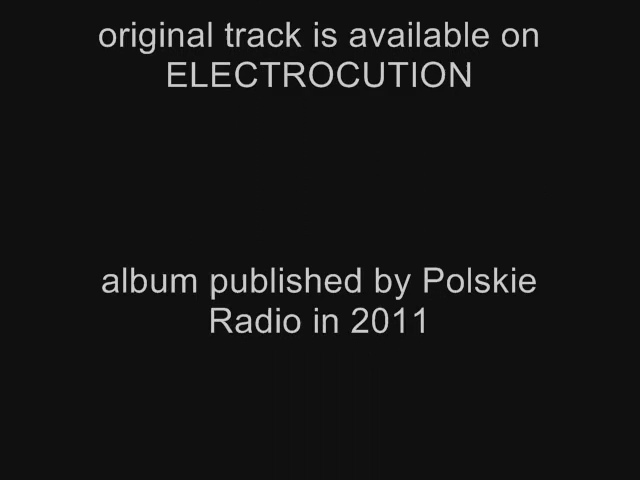 original track is available on
ELECTROCUTION
album published by Polskie
Radio in 2011